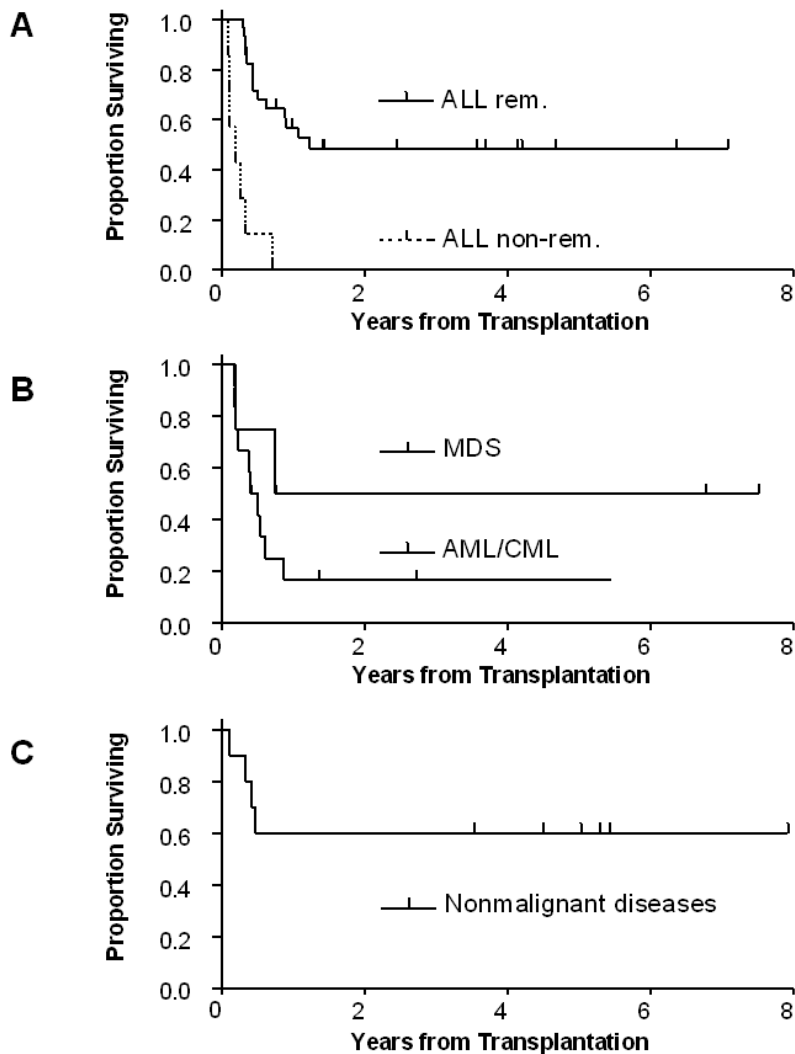 A
Proportion Surviving
1.0
0.8
0.6
0.4
0.2
0.0
ALL rem.
ALL non-rem.
0 2 4 6 8
Years from Transplantation
B
Proportion Surviving
1.0
0.8
0.6
0.4
0.2
0.0
MDS
AML/CML
0 2 4 6 8
Years from Transplantation
C
Proportion Surviving
1.0
0.8
0.6
0.4
0.2
0.0
Nonmalignant diseases
0 2 4 6 8
Years from Transplantation